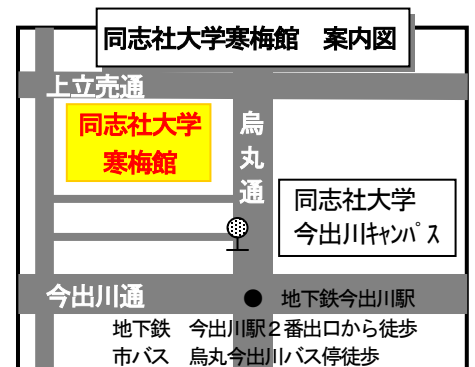 同志社大学寒梅館　案内図
上立売通
同志社大学
寒梅館
烏丸通
同志社大学
今出川ｷｬﾝﾊﾟｽ
今出川通
● 地下鉄今出川駅
地下鉄　今出川駅２番出口から徒歩
市バス　烏丸今出川バス停徒歩